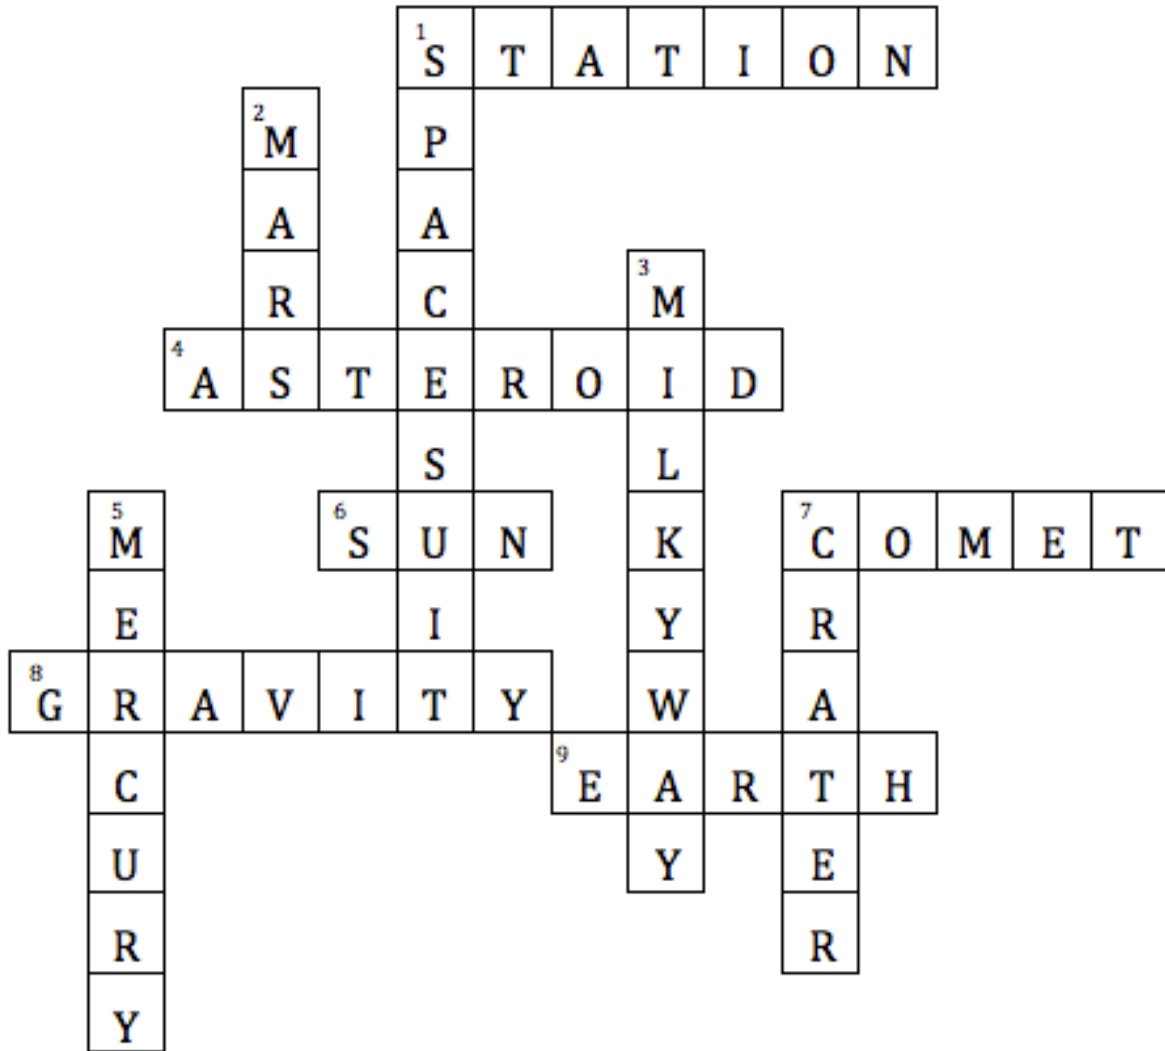 1 S T A T I O N
2 M P
A A
R C 3 M
4 A S T E R O I D
S L
5 M 6 S U N K 7 C O M E T
E I Y R
8 G R A V I T Y W A
C 9 E A R T H
U Y E
R R
Y